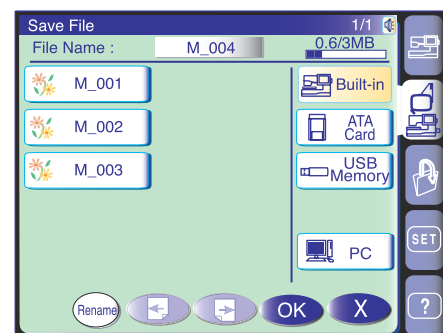 Save File 1/1
File Name : M_004 0.6/3MB
M_001 Built-in
M_002 ATA Card
M_003 USB Memory
PC
SET
Rename OK X ?